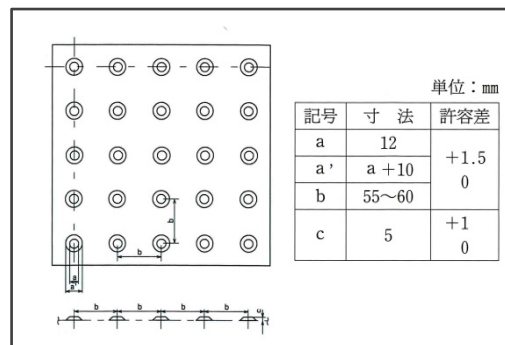 単位：mm
記号 寸法 許容差
a 12 +1.5 0
a' a+10
b 55～60
c 5 +1 0
b
b
a
a'
b b b b
c